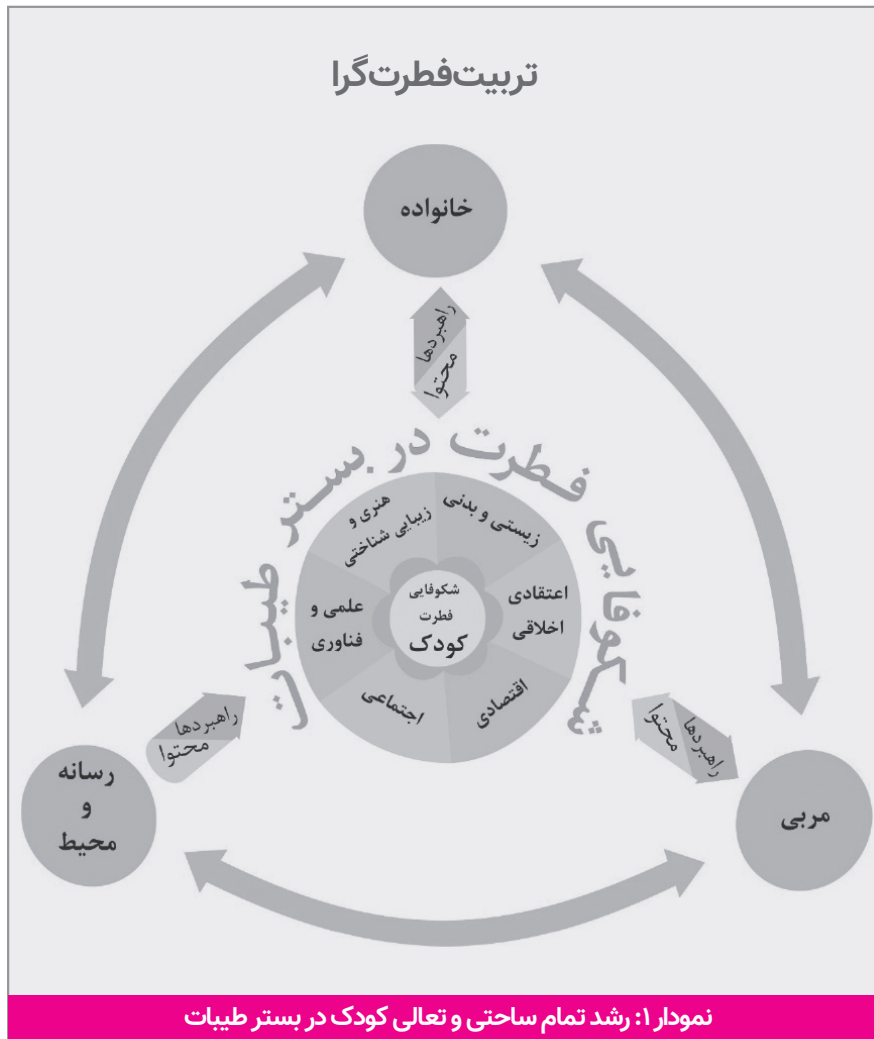 تربیت‌فطرت‌گرا
خانواده
راهبردها
محتوا
شکوفایی فطرت در بستر طیبات
زیستی و بدنی
هنری و
زیبایی شناختی
اعتقادی
اخلاقی
علمی و
فناوری
شکوفایی
فطرت
کودک
اقتصادی
اجتماعی
راهبردها
محتوا
راهبردها
محتوا
مربی
رسانه
و
محیط
نمودار ۱: رشد تمام ساحتی و تعالی کودک در بستر طیبات